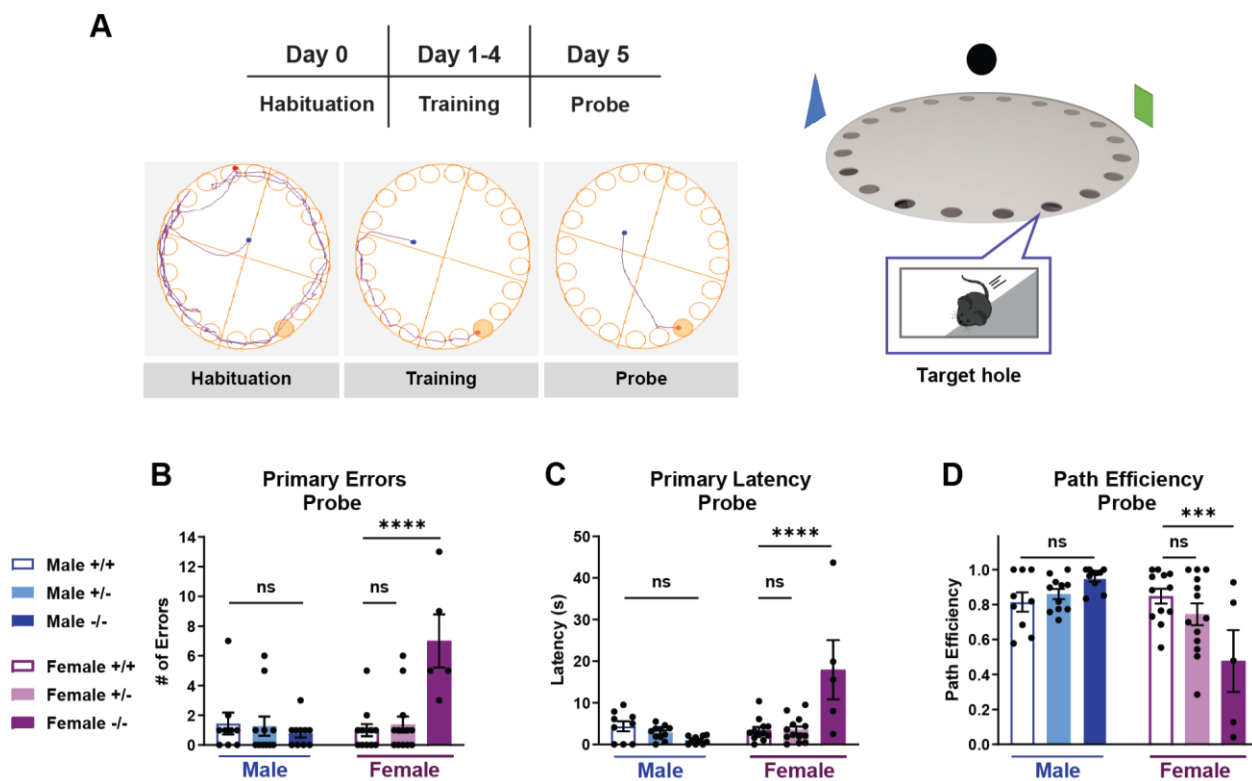 A
Day 0 Day 1-4 Day 5
Habituation Training Probe
Habituation Training Probe
Target hole
Male +/+
Male +/-
Male -/-
Female +/+
Female +/-
Female -/-
B
Primary Errors
Probe
# of Errors
14
12
10
8
6
4
2
0
ns
ns
****
Male Female
C
Primary Latency
Probe
Latency (s)
50
40
30
20
10
0
ns
ns
****
Male Female
D
Path Efficiency
Probe
Path Efficiency
1.0
0.8
0.6
0.4
0.2
0.0
ns
ns
***
Male Female